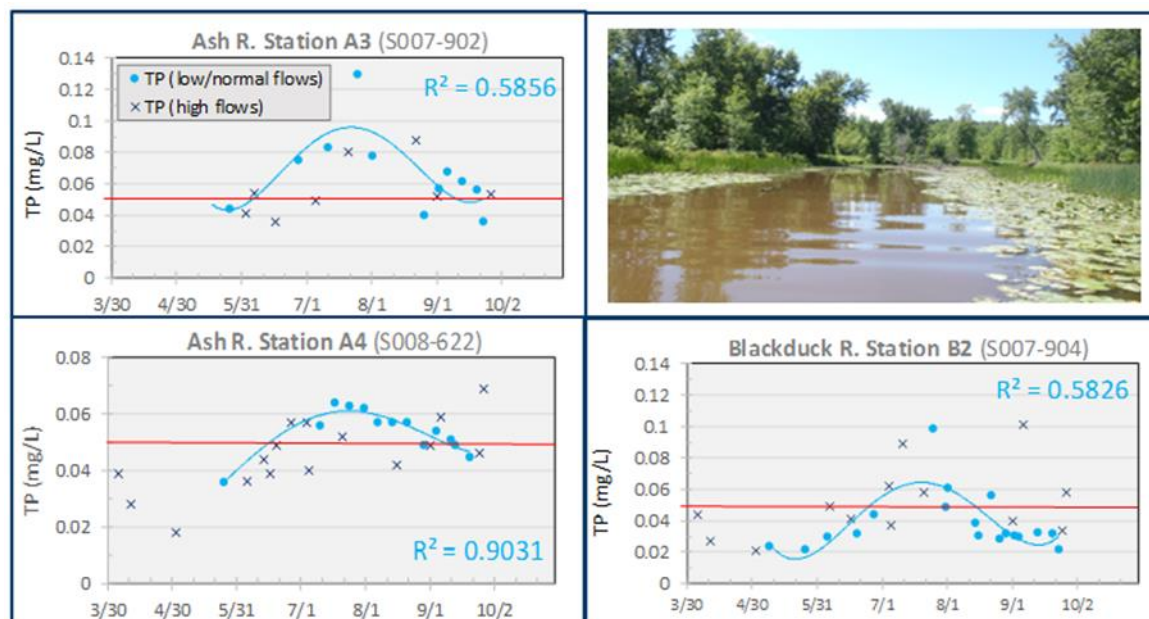 Ash R. Station A3 (S007-902)
TP (mg/L)
0.14
0.12
0.1
0.08
0.06
0.04
0.02
0
TP (low/normal flows)
TP (high flows)
R² = 0.5856
3/30 4/30 5/31 7/1 8/1 9/1 10/2
Ash R. Station A4 (S008-622)
TP (mg/L)
0.08
0.06
0.04
0.02
0
R² = 0.9031
3/30 4/30 5/31 7/1 8/1 9/1 10/2
Blackduck R. Station B2 (S007-904)
TP (mg/L)
0.14
0.12
0.1
0.08
0.06
0.04
0.02
0
R² = 0.5826
3/30 4/30 5/31 7/1 8/1 9/1 10/2